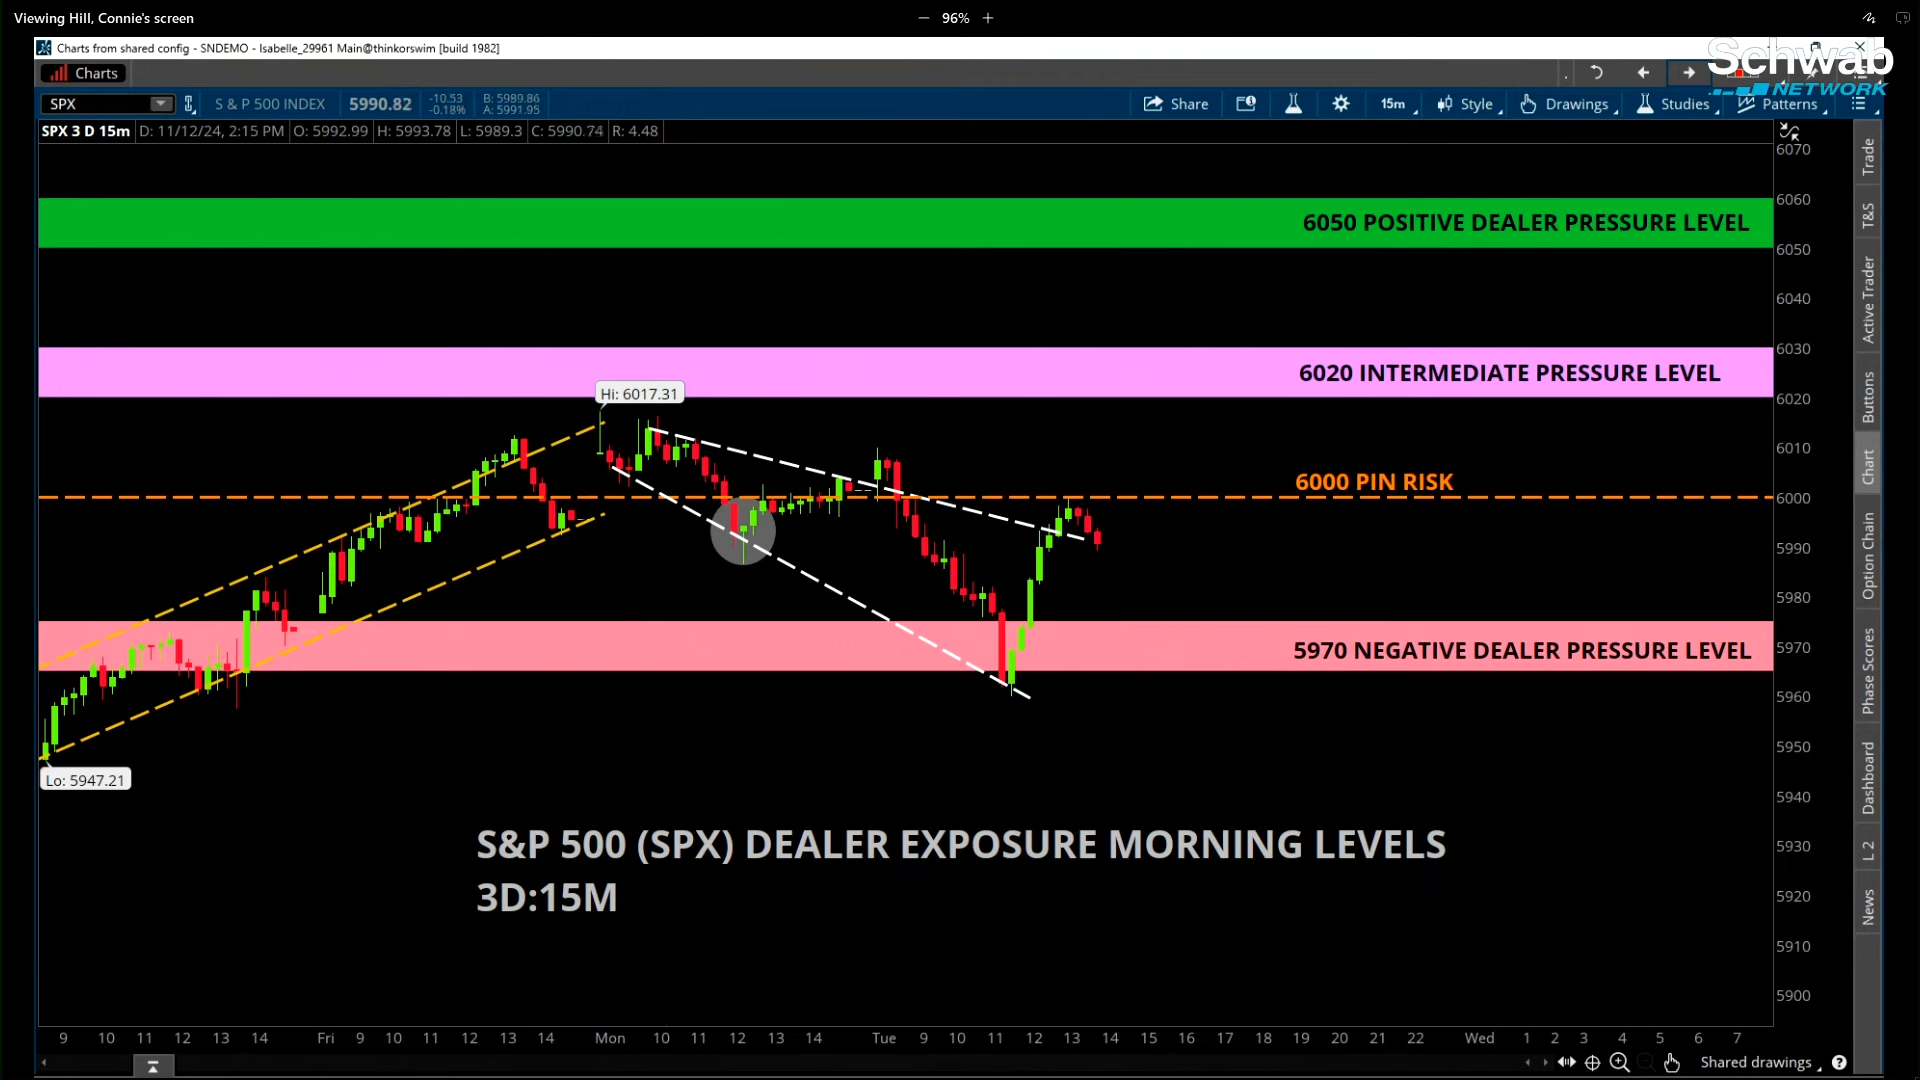 Viewing Hill, Connie's screen
96%
Charts from shared config - SNDEMO - Isabelle_29961 Main@thinkorswim [build 1982]
Schwab
NETWORK
Charts
SPX
S & P 500 INDEX
5990.82
-10.53
-0.18%
B: 5989.86
A: 5991.95
Share
15m
Style
Drawings
Studies
Patterns
SPX 3 D 15m
D: 11/12/24, 2:15 PM
O: 5992.99
H: 5993.78
L: 5989.3
C: 5990.74
R: 4.48
6070
6060
6050 POSITIVE DEALER PRESSURE LEVEL
6050
6040
6030
6020 INTERMEDIATE PRESSURE LEVEL
6020
Hi: 6017.31
6010
6000 PIN RISK
6000
5990
5980
5970 NEGATIVE DEALER PRESSURE LEVEL
5970
5960
5950
Lo: 5947.21
5940
5930
5920
5910
5900
S&P 500 (SPX) DEALER EXPOSURE MORNING LEVELS
3D:15M
Trade
T&S
Active Trader
Buttons
Chart
Option Chain
Phase Scores
Dashboard
L 2
News
9 10 11 12 13 14 Fri 9 10 11 12 13 14 Mon 10 11 12 13 14 Tue 9 10 11 12 13 14 15 16 17 18 19 20 21 22 Wed 1 2 3 4 5 6 7
Shared drawings